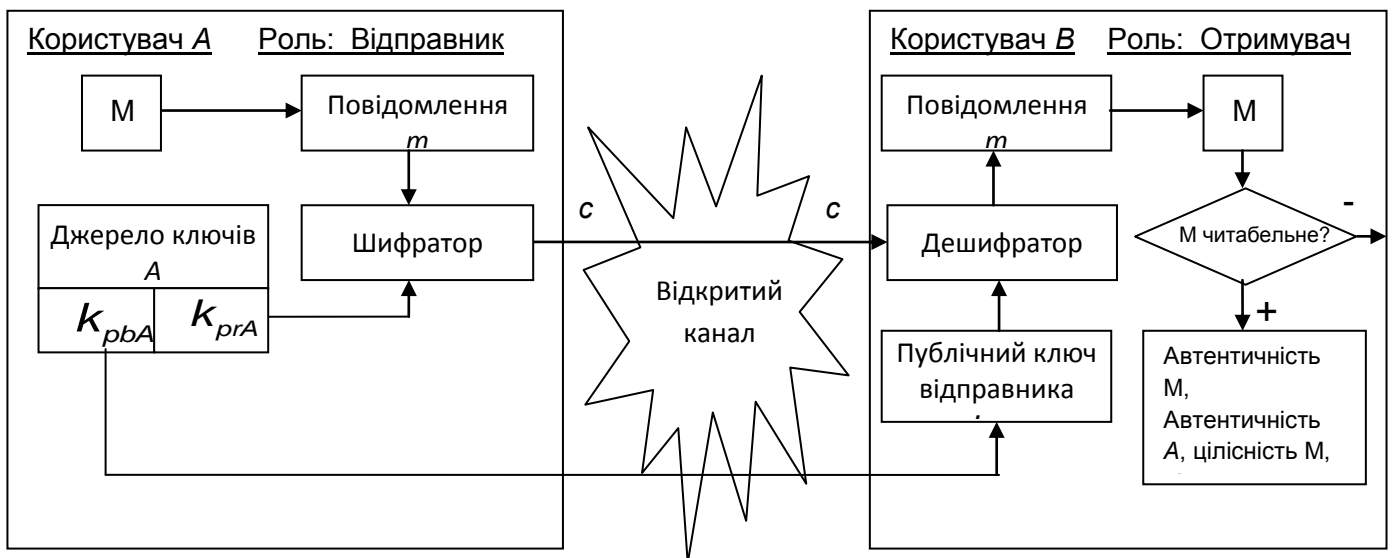 Користувач A Роль: Відправник
М
Повідомлення
m
Джерело ключів
A
k_pbA
k_prA
Шифратор
c
c
Відкритий
канал
Користувач B Роль: Отримувач
Повідомлення
m
М
Дешифратор
М читабельне?
-
+
Публічний ключ
відправника
Автентичність
М,
Автентичність
A, цілісність М,